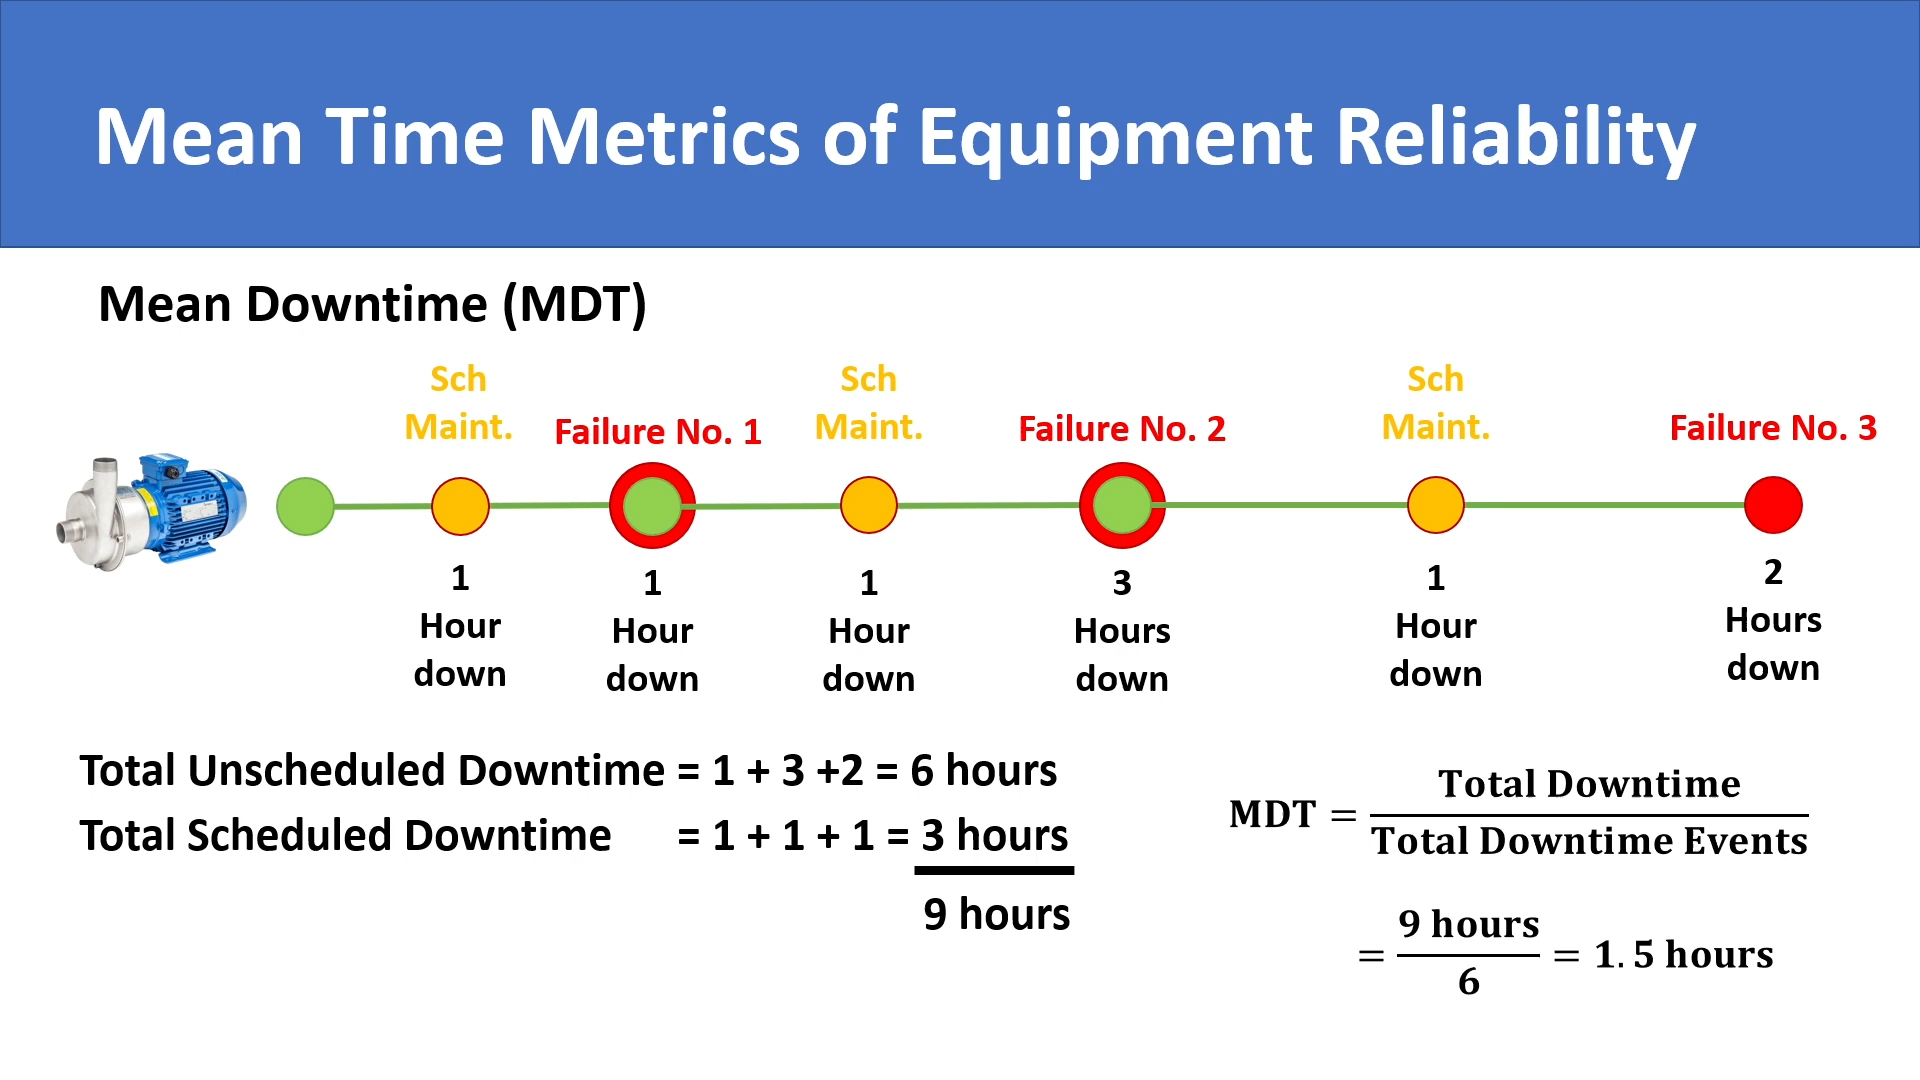 Mean Time Metrics of Equipment Reliability
Mean Downtime (MDT)
Sch
Maint.
Failure No. 1
Sch
Maint.
Failure No. 2
Sch
Maint.
Failure No. 3
1
Hour
down
1
Hour
down
1
Hour
down
3
Hours
down
1
Hour
down
2
Hours
down
Total Unscheduled Downtime = 1 + 3 +2 = 6 hours
Total Scheduled Downtime = 1 + 1 + 1 = 3 hours
9 hours
MDT = Total Downtime / Total Downtime Events
= 9 hours / 6 = 1.5 hours